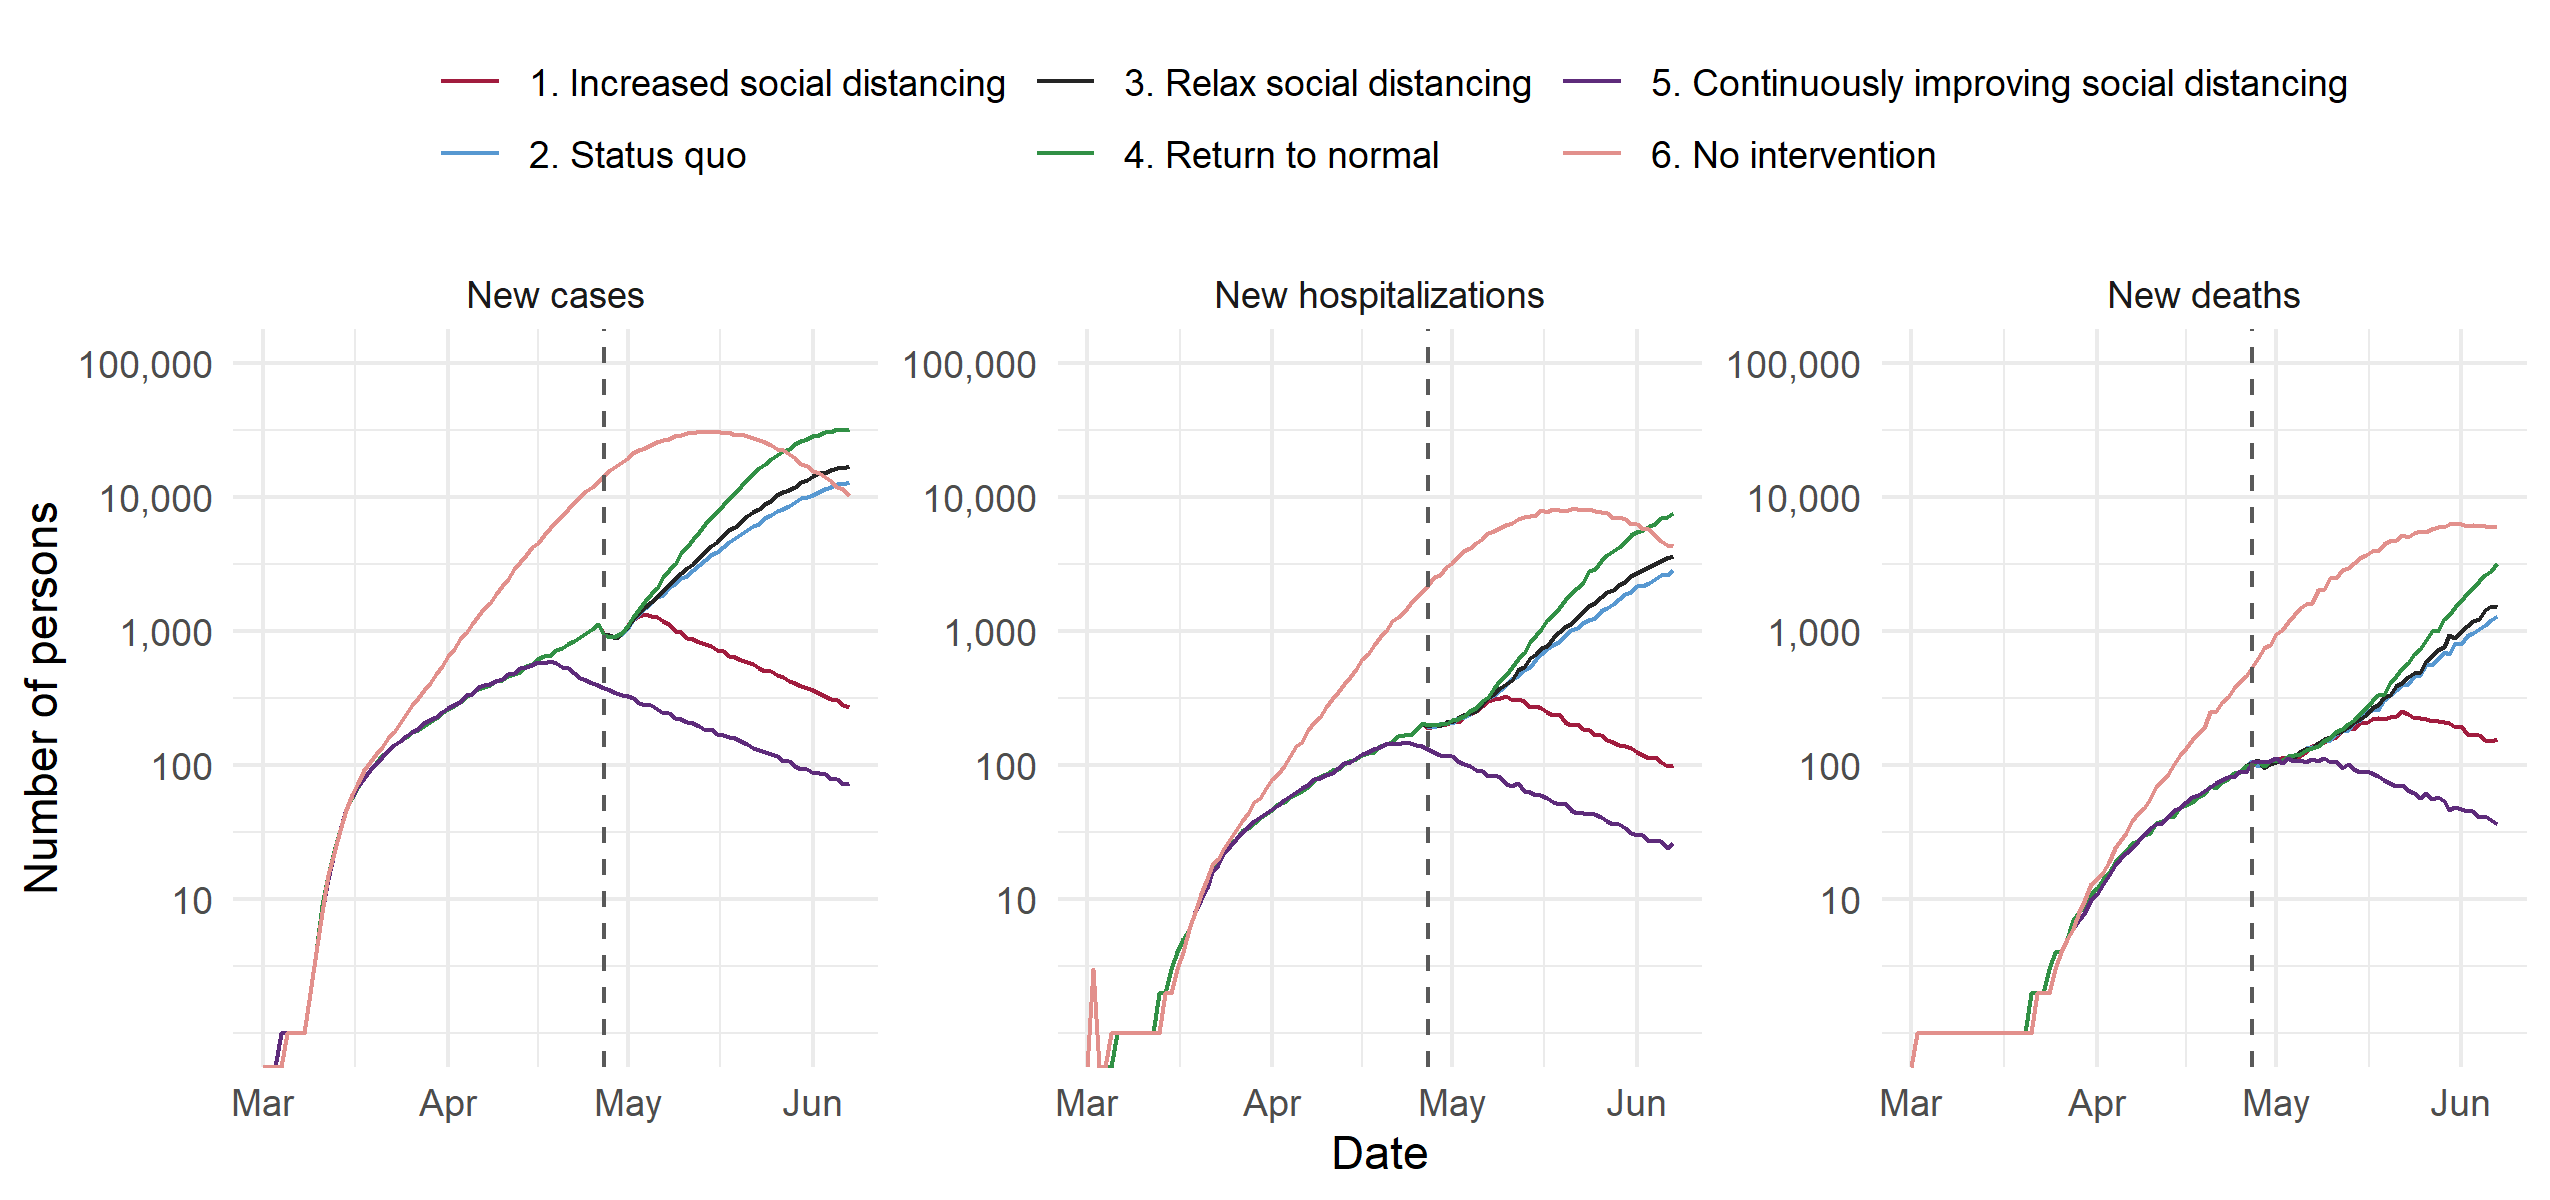 1. Increased social distancing 3. Relax social distancing 5. Continuously improving social distancing
2. Status quo 4. Return to normal 6. No intervention
New cases New hospitalizations New deaths
100,000 100,000 100,000
10,000 10,000 10,000
1,000 1,000 1,000
100 100 100
10 10 10
Number of persons
Mar Apr May Jun Mar Apr May Jun Mar Apr May Jun
Date